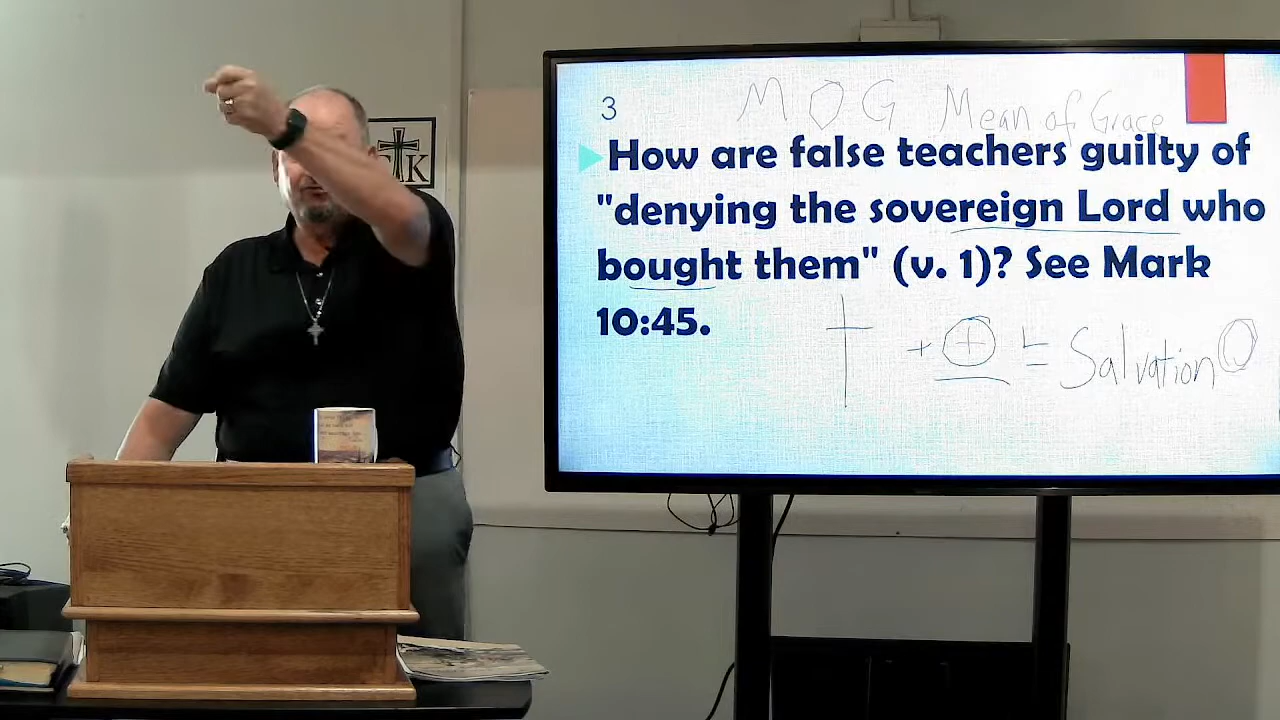 M O G Mean of Grace
3
How are false teachers guilty of
"denying the sovereign Lord who
bought them" (v. 1)? See Mark
10:45.
+ + = Salvation
TK